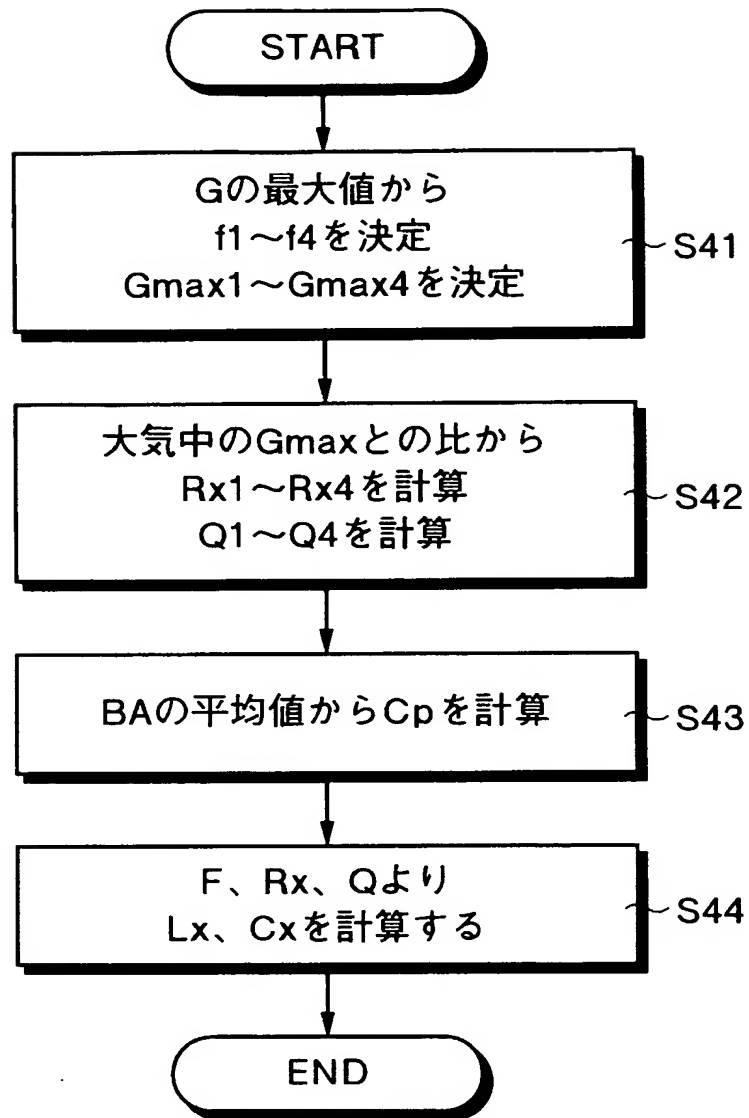 START
Gの最大値から
f1～f4を決定
Gmax1～Gmax4を決定
S41
大気中のGmaxとの比から
Rx1～Rx4を計算
Q1～Q4を計算
S42
BAの平均値からCpを計算
S43
F、Rx、Qより
Lx、Cxを計算する
S44
END